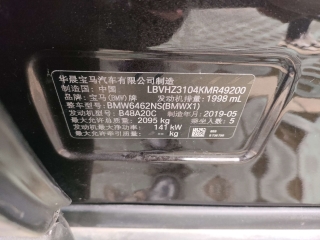 华晨宝马汽车有限公司制造
制造国: 中国 LBVHZ3104KMR49200
品牌: 宝马(BMW)牌 发动机排量: 1998 mL
整车型号: BMW6462NS(BMWX1)
发动机型号: B48A20C 制造年月: 2019-05
最大允许总质量: 2095 kg 乘坐人数: 5
发动机最大净功率: 141 kW
kg